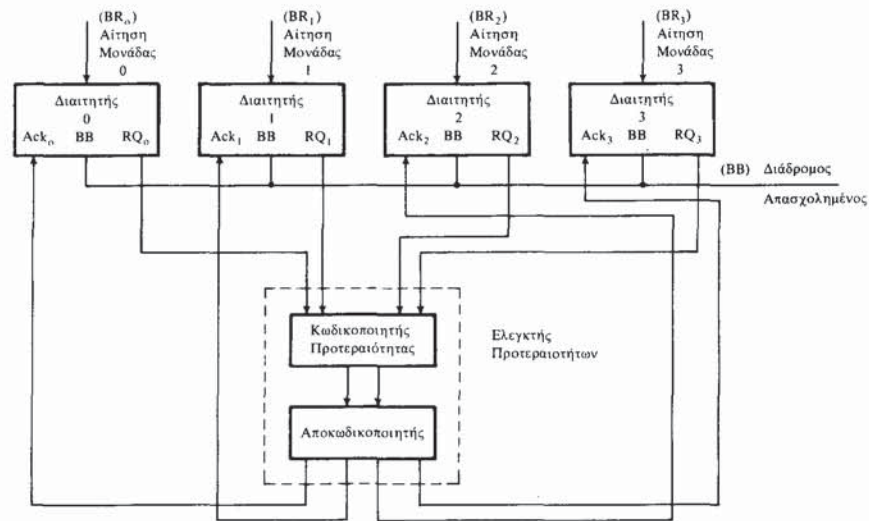 (BR₀)
Αίτηση
Μονάδας
0
(BR₁)
Αίτηση
Μονάδας
1
(BR₂)
Αίτηση
Μονάδας
2
(BR₃)
Αίτηση
Μονάδας
3
Διαιτητής
0
Ack₀ BB RQ₀
Διαιτητής
1
Ack₁ BB RQ₁
Διαιτητής
2
Ack₂ BB RQ₂
Διαιτητής
3
Ack₃ BB RQ₃
(BB) Διάδρομος
Απασχολημένος
Κωδικοποιητής
Προτεραιότητας
Ελεγκτής
Προτεραιοτήτων
Αποκωδικοποιητής